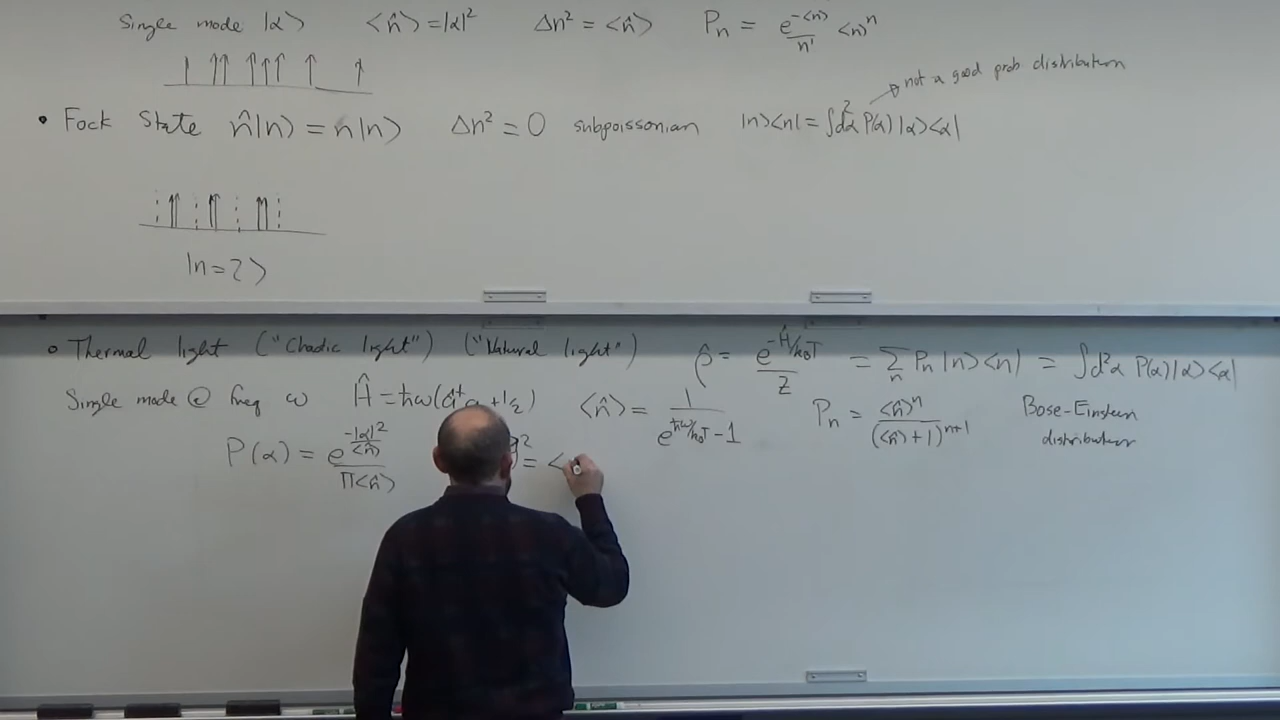 Single mode |α> <n̂> = |α|² Δn² = <n̂> Pₙ = e^{-<n>}/n! <n>ⁿ
not a good prob distribution
• Fock State n̂|n> = n|n> Δn² = 0 subpoissonian |n><n| = ∫d²α P(α) |α><α|
|n=2>
• Thermal light ("Chaotic light") ("Natural light") ρ̂ = e^{-Ĥ/k_BT}/Z = Σₙ Pₙ |n><n| = ∫d²α P(α)|α><α|
Single mode @ freq ω Ĥ = ħω(â†a + 1/2) <n̂> = 1/(e^{ħω/k_BT} - 1) Pₙ = <n̂>ⁿ/(<n̂>+1)^{n+1} Bose-Einstein
distribution
P(α) = e^{-|α|²/<n̂>}/(π<n̂>) ² = <